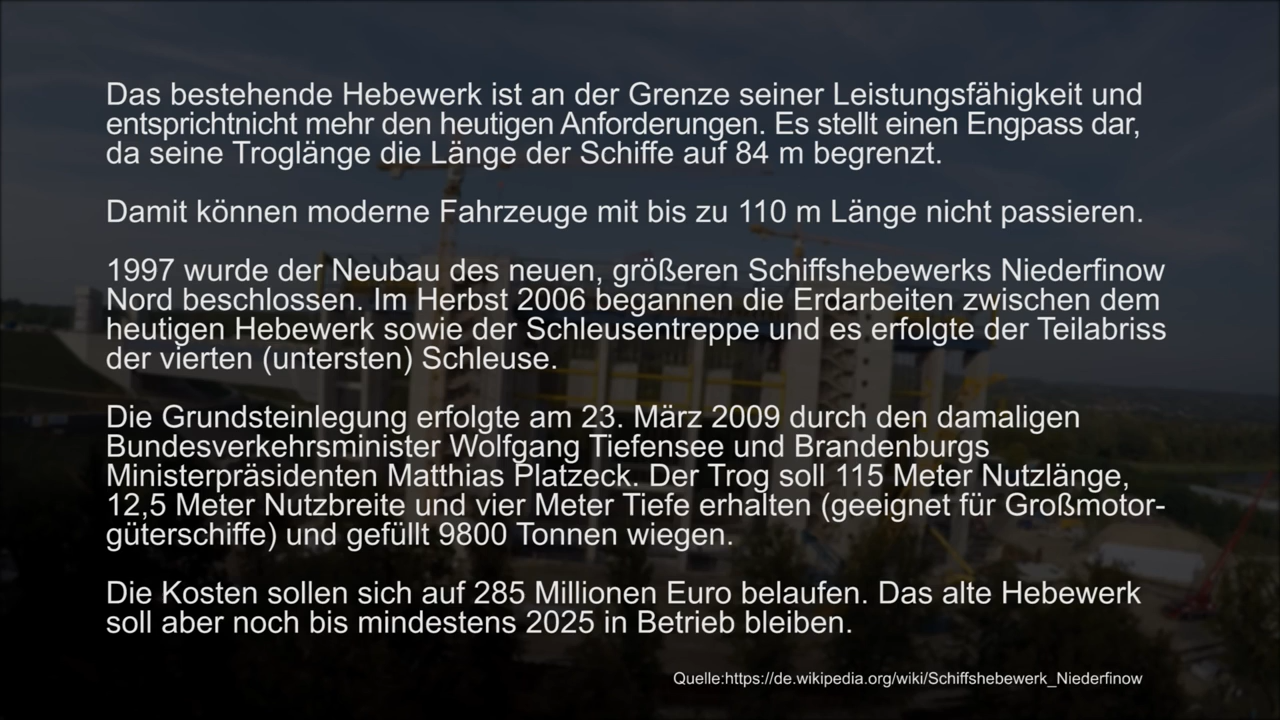 Das bestehende Hebewerk ist an der Grenze seiner Leistungsfähigkeit und
entsprichtnicht mehr den heutigen Anforderungen. Es stellt einen Engpass dar,
da seine Troglänge die Länge der Schiffe auf 84 m begrenzt.
Damit können moderne Fahrzeuge mit bis zu 110 m Länge nicht passieren.
1997 wurde der Neubau des neuen, größeren Schiffshebewerks Niederfinow
Nord beschlossen. Im Herbst 2006 begannen die Erdarbeiten zwischen dem
heutigen Hebewerk sowie der Schleusentreppe und es erfolgte der Teilabriss
der vierten (untersten) Schleuse.
Die Grundsteinlegung erfolgte am 23. März 2009 durch den damaligen
Bundesverkehrsminister Wolfgang Tiefensee und Brandenburgs
Ministerpräsidenten Matthias Platzeck. Der Trog soll 115 Meter Nutzlänge,
12,5 Meter Nutzbreite und vier Meter Tiefe erhalten (geeignet für Großmotor-
güterschiffe) und gefüllt 9800 Tonnen wiegen.
Die Kosten sollen sich auf 285 Millionen Euro belaufen. Das alte Hebewerk
soll aber noch bis mindestens 2025 in Betrieb bleiben.
Quelle:https://de.wikipedia.org/wiki/Schiffshebewerk_Niederfinow